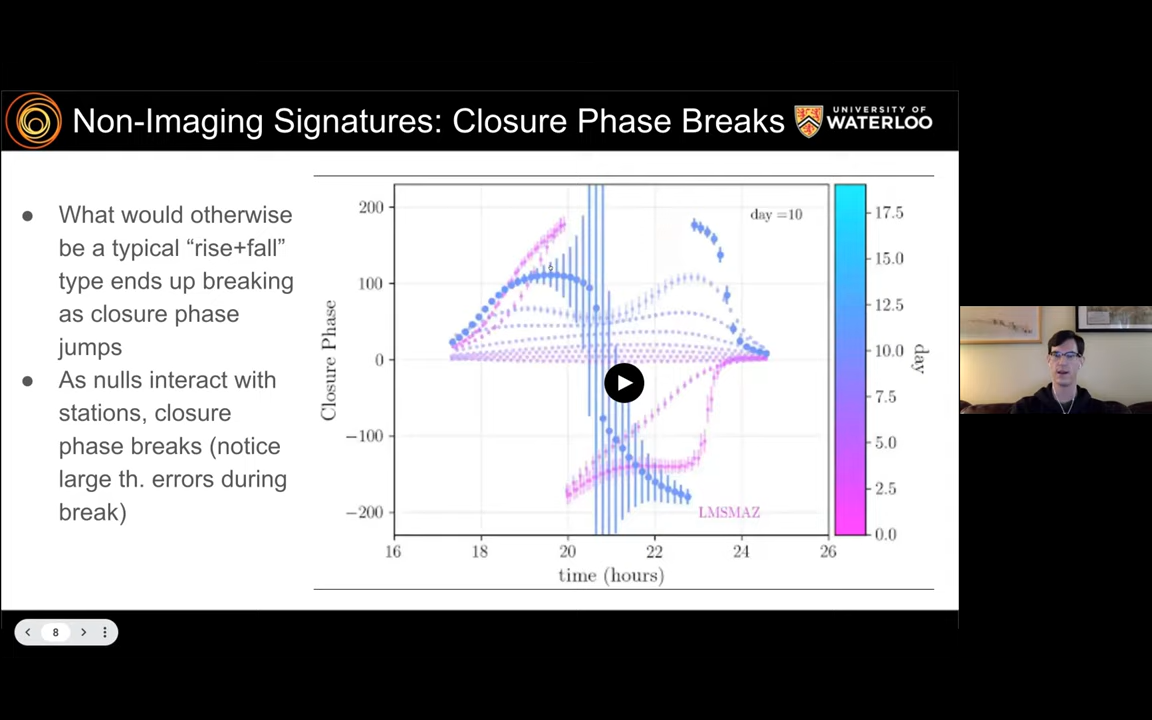 Non-Imaging Signatures: Closure Phase Breaks
UNIVERSITY OF
WATERLOO
● What would otherwise
be a typical “rise+fall”
type ends up breaking
as closure phase
jumps
● As nulls interact with
stations, closure
phase breaks (notice
large th. errors during
break)
Closure Phase
200
100
0
−100
−200
day =10
LMSMAZ
16 18 20 22 24 26
time (hours)
17.5
15.0
12.5
10.0
7.5
5.0
2.5
0.0
day
8